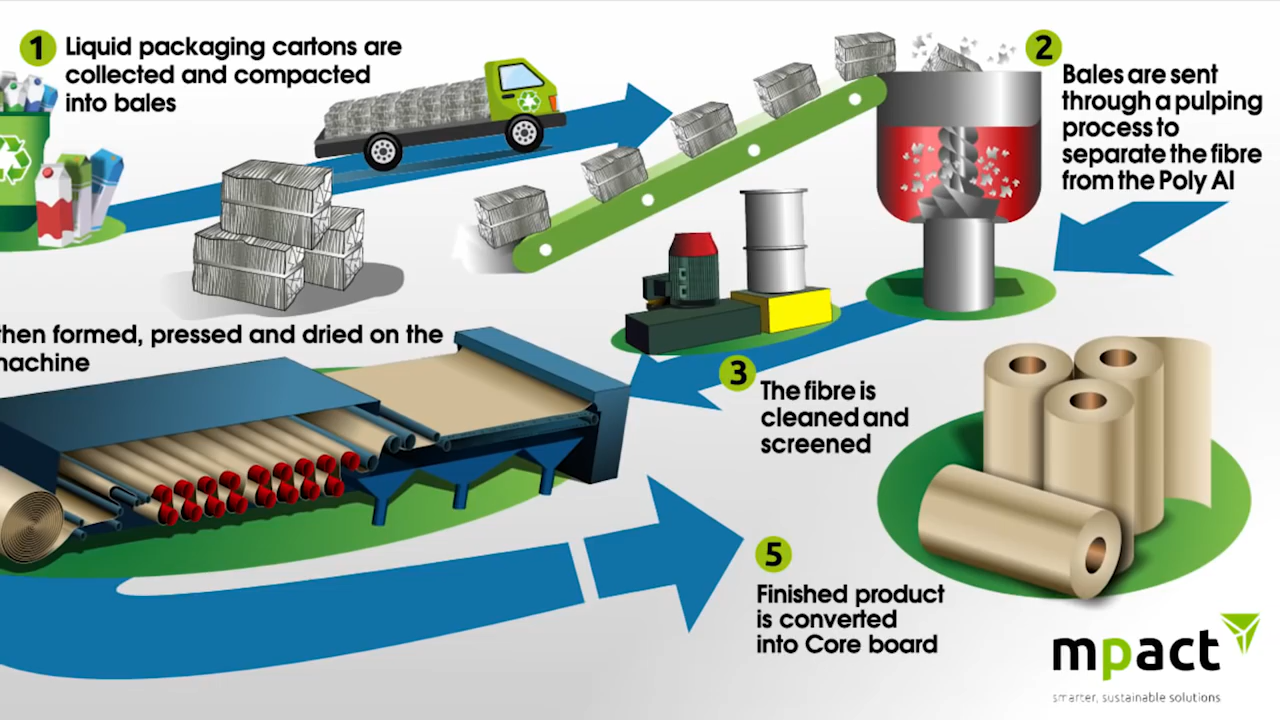 1
Liquid packaging cartons are
collected and compacted
into bales
2
Bales are sent
through a pulping
process to
separate the fibre
from the Poly Al
3
The fibre is
cleaned and
screened
then formed, pressed and dried on the
machine
5
Finished product
is converted
into Core board
mpact
smarter, sustainable solutions